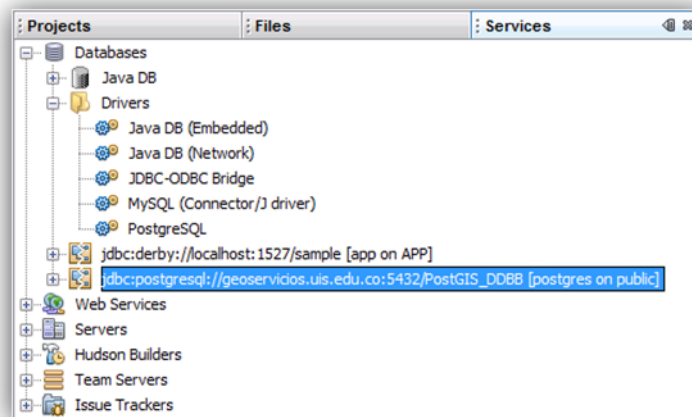 Projects
Files
Services
Databases
Java DB
Drivers
Java DB (Embedded)
Java DB (Network)
JDBC-ODBC Bridge
MySQL (Connector/J driver)
PostgreSQL
jdbc:derby://localhost:1527/sample [app on APP]
jdbc:postgresql://geoservicios.uis.edu.co:5432/PostGIS_DDBB [postgres on public]
Web Services
Servers
Hudson Builders
Team Servers
Issue Trackers